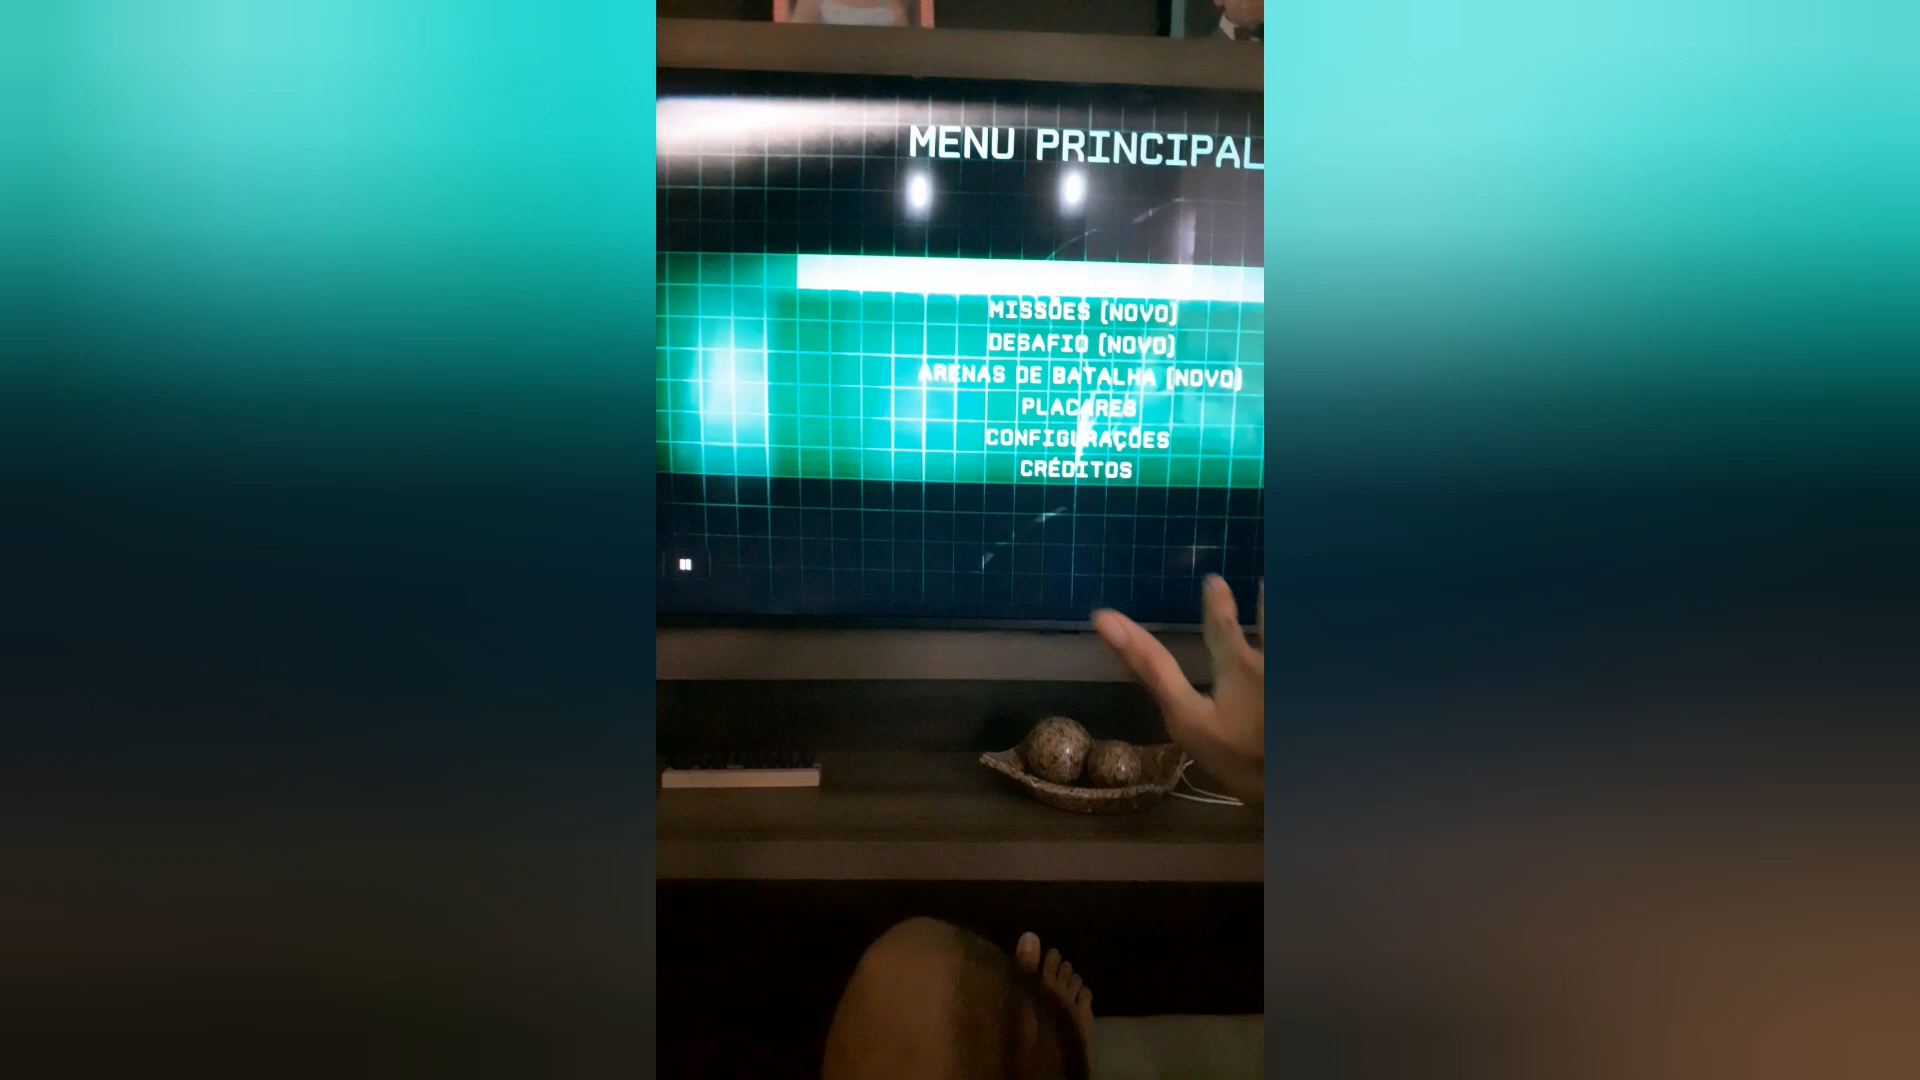 MENU PRINCIPAL
MISSÕES (NOVO)
DESAFIO (NOVO)
ARENAS DE BATALHA (NOVO)
PLACARES
CONFIGURAÇÕES
CRÉDITOS